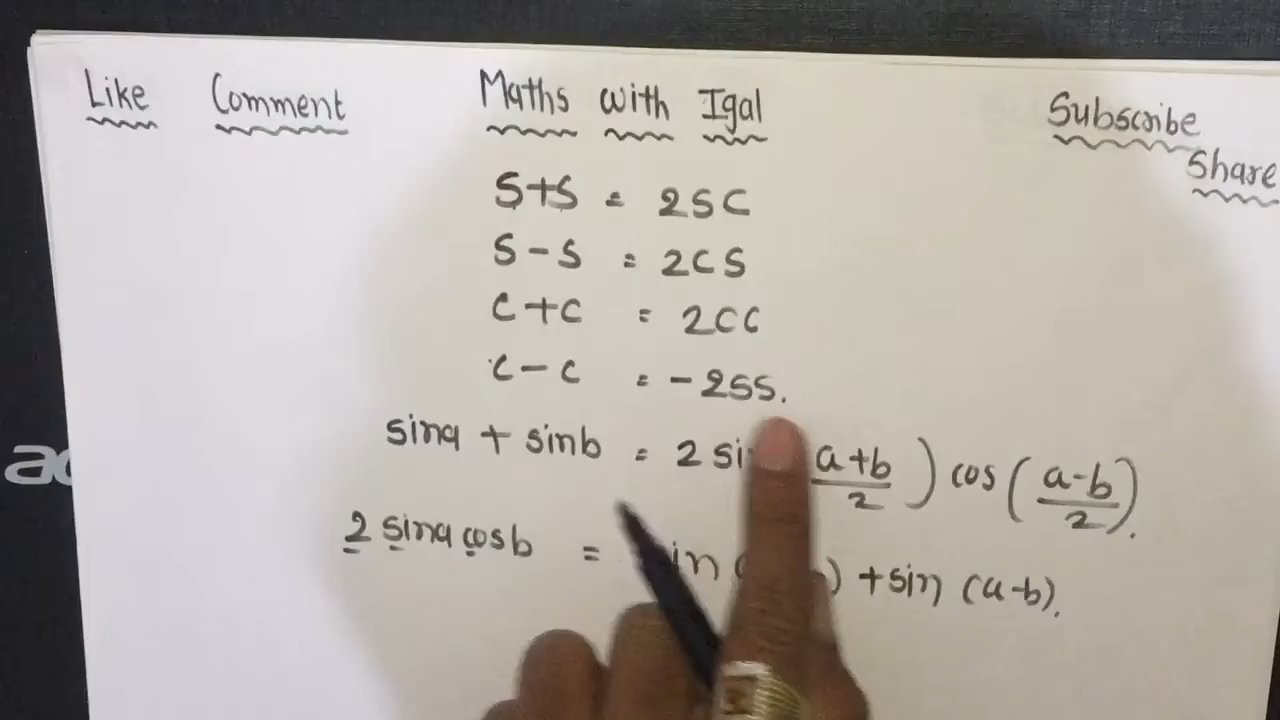 Like Comment Maths with Igal Subscribe
Share
S+S = 2SC
S-S = 2CS
C+C = 2CC
C-C = -2SS.
sina + sinb = 2 si (a+b/2) cos (a-b/2).
2 sina cosb = in ( ) + sin (a-b).